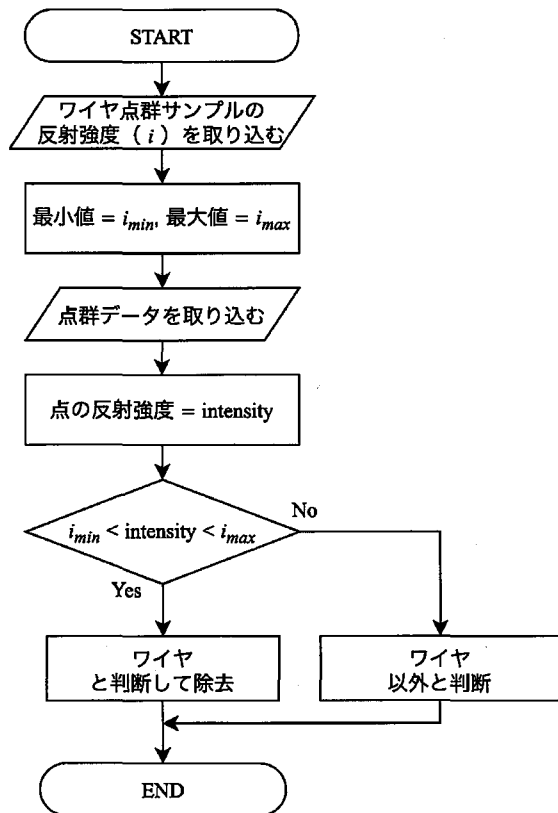 START
ワイヤ点群サンプルの
反射強度（i）を取り込む
最小値 = i_min, 最大値 = i_max
点群データを取り込む
点の反射強度 = intensity
i_min < intensity < i_max
No
Yes
ワイヤ
と判断して除去
ワイヤ
以外と判断
END